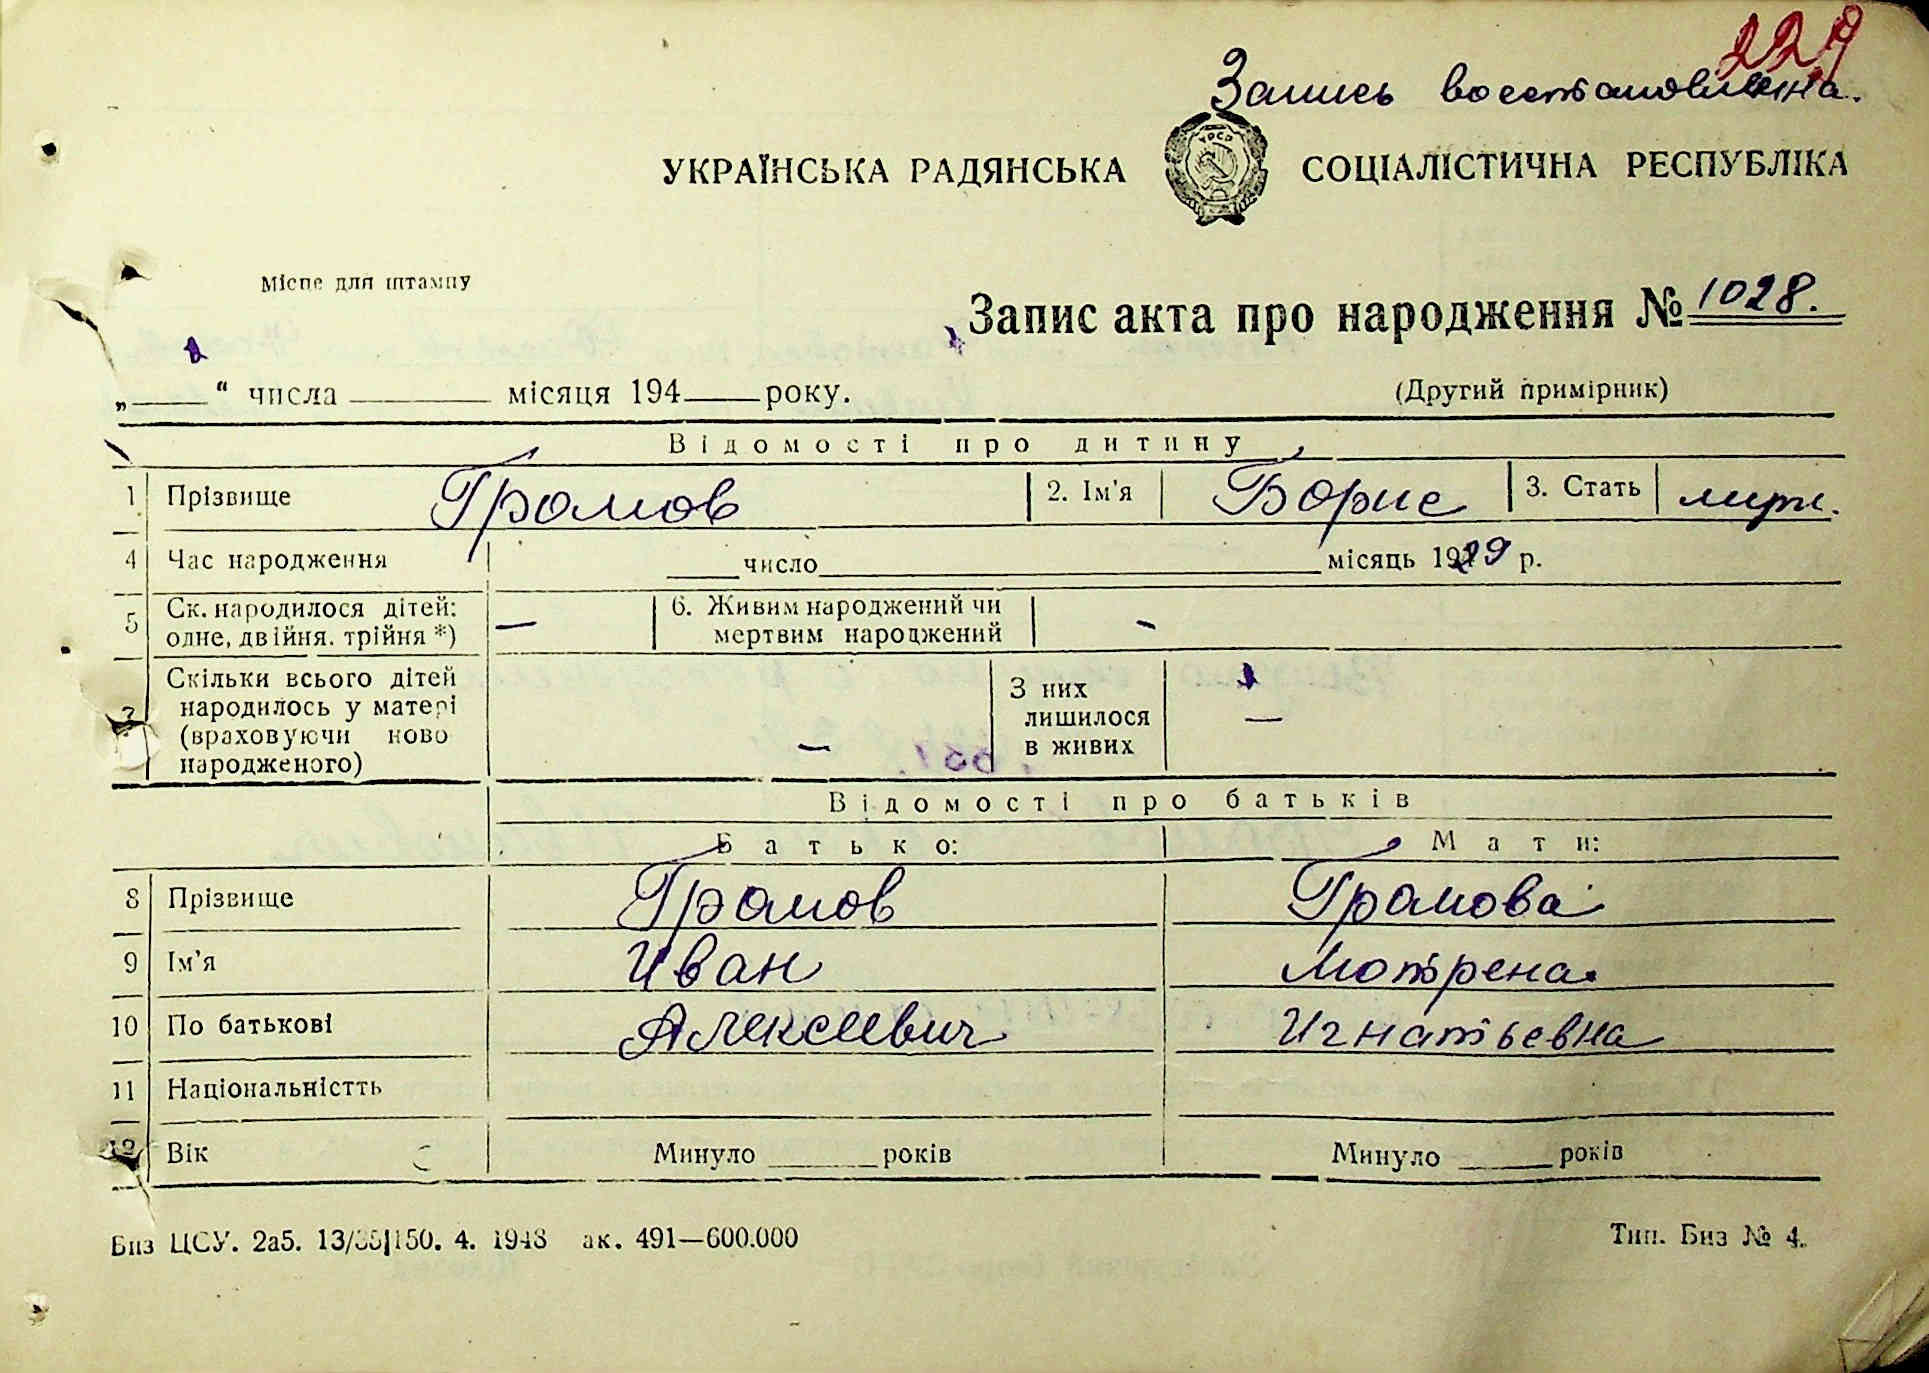 229
Запись восстановлена.
УКРАЇНСЬКА РАДЯНСЬКА СОЦІАЛІСТИЧНА РЕСПУБЛІКА
УРСР
Місце для штампу
Запис акта про народження № 1028.
„ “ числа місяця 194 року.
(Другий примірник)
Відомості про дитину
1 Прізвище Громов 2. Ім'я Борис 3. Стать муж.
4 Час народження число місяць 1929 р.
5 Ск. народилося дітей: одне, двійня. трійня *) — 6. Живим народжений чи мертвим народжений -
7 Скільки всього дітей народилось у матері (враховуючи ново народженого) — З них лишилося в живих —
Відомості про батьків
Батько: Мати:
8 Прізвище Громов Громова
9 Ім'я Иван Мотрена
10 По батькові Алексеевич Игнатьевна
11 Національністть
12 Вік Минуло років Минуло років
Биз ЦСУ. 2а5. 13/35|150. 4. 1948 ак. 491—600.000 Тип. Биз № 4.